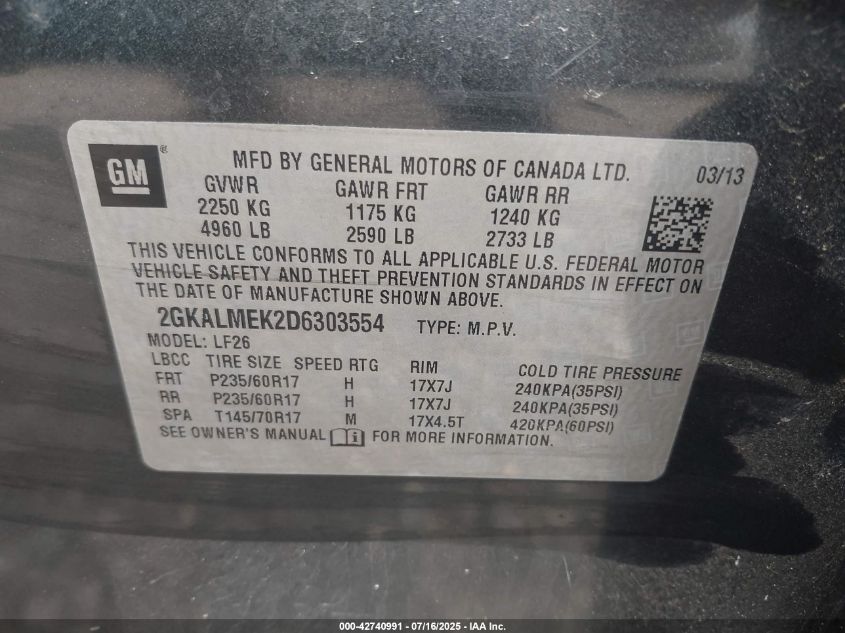 GM ®
MFD BY GENERAL MOTORS OF CANADA LTD. 03/13
GVWR GAWR FRT GAWR RR
2250 KG 1175 KG 1240 KG
4960 LB 2590 LB 2733 LB
THIS VEHICLE CONFORMS TO ALL APPLICABLE U.S. FEDERAL MOTOR
VEHICLE SAFETY AND THEFT PREVENTION STANDARDS IN EFFECT ON
THE DATE OF MANUFACTURE SHOWN ABOVE.
2GKALMEK2D6303554 TYPE: M.P.V.
MODEL: LF26
LBCC TIRE SIZE SPEED RTG RIM COLD TIRE PRESSURE
FRT P235/60R17 H 17X7J 240KPA(35PSI)
RR P235/60R17 H 17X7J 240KPA(35PSI)
SPA T145/70R17 M 17X4.5T 420KPA(60PSI)
SEE OWNER'S MANUAL i FOR MORE INFORMATION.
000-42740991 - 07/16/2025 - IAA Inc.